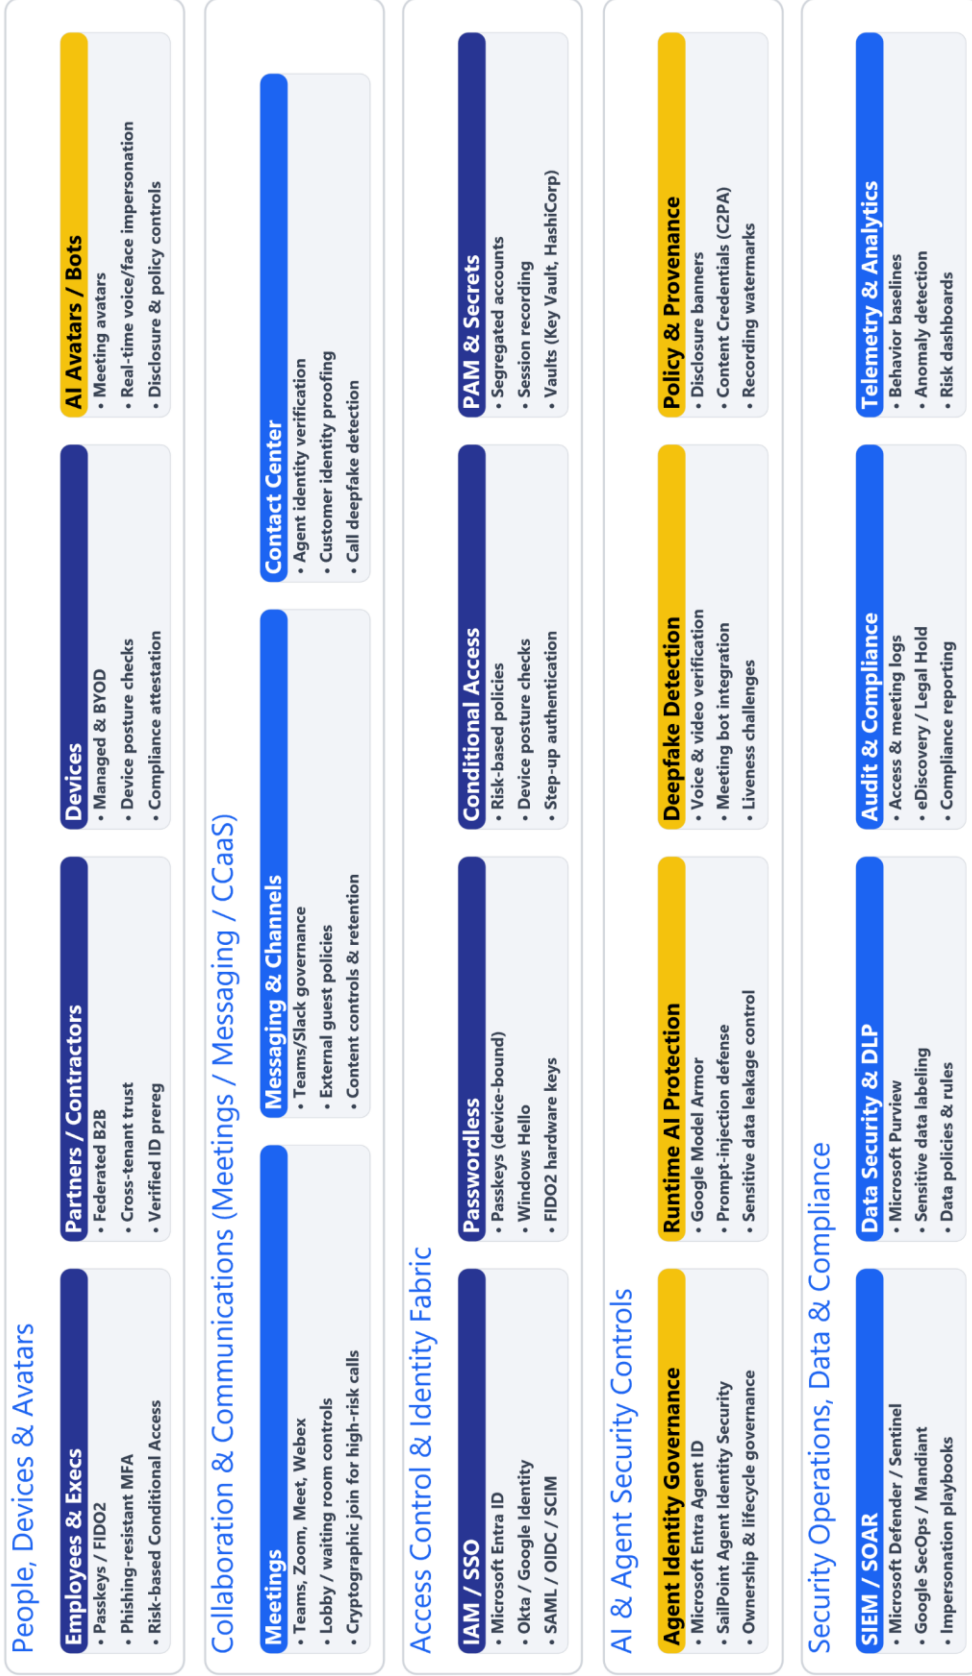 People, Devices & Avatars
Employees & Execs
• Passkeys / FIDO2
• Phishing-resistant MFA
• Risk-based Conditional Access
Partners / Contractors
• Federated B2B
• Cross-tenant trust
• Verified ID prereg
Devices
• Managed & BYOD
• Device posture checks
• Compliance attestation
AI Avatars / Bots
• Meeting avatars
• Real-time voice/face impersonation
• Disclosure & policy controls
Collaboration & Communications (Meetings / Messaging / CCaaS)
Meetings
• Teams, Zoom, Meet, Webex
• Lobby / waiting room controls
• Cryptographic join for high-risk calls
Messaging & Channels
• Teams/Slack governance
• External guest policies
• Content controls & retention
Contact Center
• Agent identity verification
• Customer identity proofing
• Call deepfake detection
Access Control & Identity Fabric
IAM / SSO
• Microsoft Entra ID
• Okta / Google Identity
• SAML / OIDC / SCIM
Passwordless
• Passkeys (device-bound)
• Windows Hello
• FIDO2 hardware keys
Conditional Access
• Risk-based policies
• Device posture checks
• Step-up authentication
PAM & Secrets
• Segregated accounts
• Session recording
• Vaults (Key Vault, HashiCorp)
AI & Agent Security Controls
Agent Identity Governance
• Microsoft Entra Agent ID
• SailPoint Agent Identity Security
• Ownership & lifecycle governance
Runtime AI Protection
• Google Model Armor
• Prompt-injection defense
• Sensitive data leakage control
Deepfake Detection
• Voice & video verification
• Meeting bot integration
• Liveness challenges
Policy & Provenance
• Disclosure banners
• Content Credentials (C2PA)
• Recording watermarks
Security Operations, Data & Compliance
SIEM / SOAR
• Microsoft Defender / Sentinel
• Google SecOps / Mandiant
• Impersonation playbooks
Data Security & DLP
• Microsoft Purview
• Sensitive data labeling
• Data policies & rules
Audit & Compliance
• Access & meeting logs
• eDiscovery / Legal Hold
• Compliance reporting
Telemetry & Analytics
• Behavior baselines
• Anomaly detection
• Risk dashboards